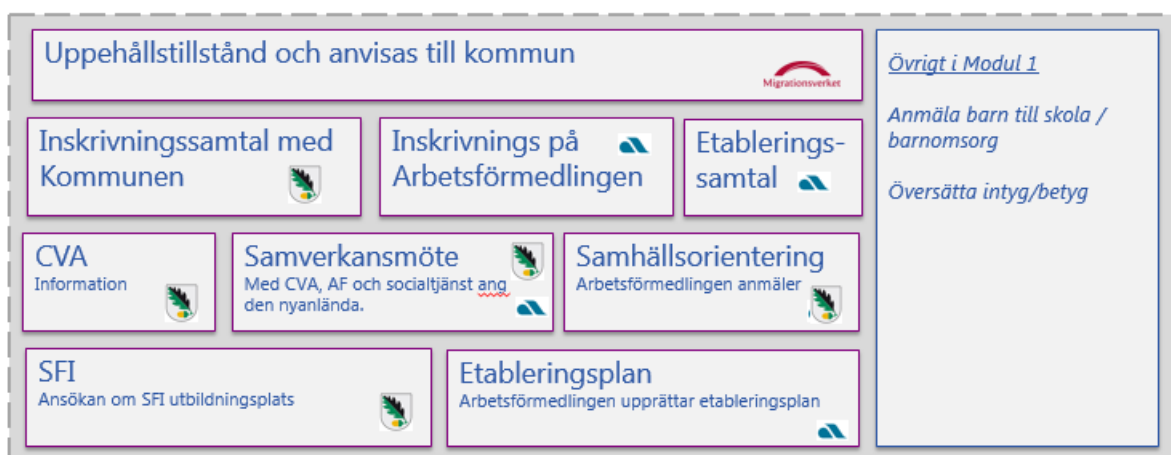 Uppehållstillstånd och anvisas till kommun
Migrationsverket
Inskrivningssamtal med
Kommunen
Inskrivnings på
Arbetsförmedlingen
Etablerings-
samtal
CVA
Information
Samverkansmöte
Med CVA, AF och socialtjänst ang
den nyanlända.
Samhällsorientering
Arbetsförmedlingen anmäler
SFI
Ansökan om SFI utbildningsplats
Etableringsplan
Arbetsförmedlingen upprättar etableringsplan
Övrigt i Modul 1
Anmäla barn till skola /
barnomsorg
Översätta intyg/betyg